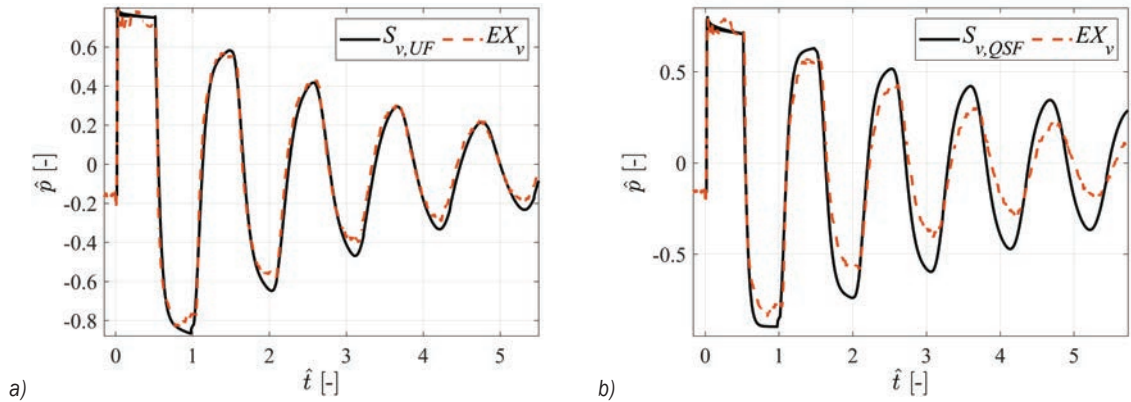 S_{v,UF} EX_v
0.6
0.4
0.2
0
-0.2
-0.4
-0.6
-0.8
p̂ [-]
0 1 2 3 4 5
t̂ [-]
a)
S_{v,QSF} EX_v
0.5
0
-0.5
p̂ [-]
0 1 2 3 4 5
t̂ [-]
b)